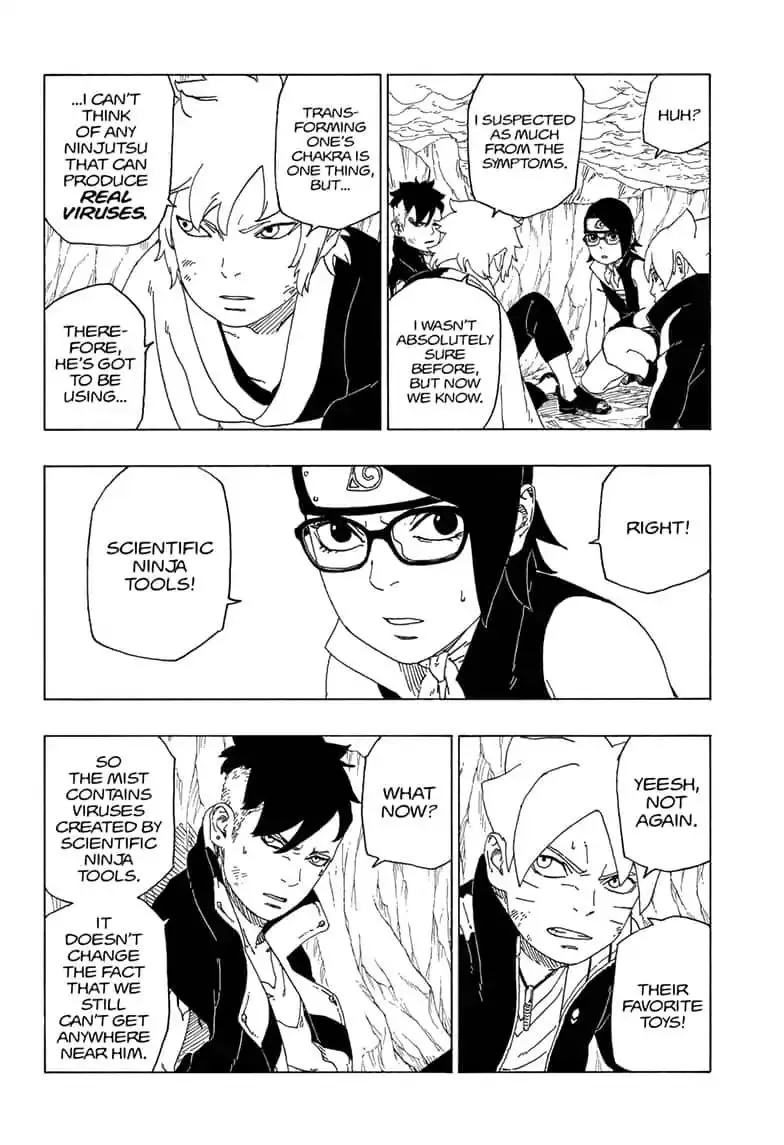 HUH?
I SUSPECTED
AS MUCH
FROM THE
SYMPTOMS.
I WASN'T
ABSOLUTELY
SURE
BEFORE,
BUT NOW
WE KNOW.
TRANS-
FORMING
ONE'S
CHAKRA IS
ONE THING,
BUT...
...I CAN'T
THINK
OF ANY
NINJUTSU
THAT CAN
PRODUCE
REAL
VIRUSES.
THERE-
FORE,
HE'S GOT
TO BE
USING...
RIGHT!
SCIENTIFIC
NINJA
TOOLS!
YEESH,
NOT
AGAIN.
THEIR
FAVORITE
TOYS!
WHAT
NOW?
SO
THE MIST
CONTAINS
VIRUSES
CREATED BY
SCIENTIFIC
NINJA
TOOLS.
IT
DOESN'T
CHANGE
THE FACT
THAT WE
STILL
CAN'T GET
ANYWHERE
NEAR HIM.